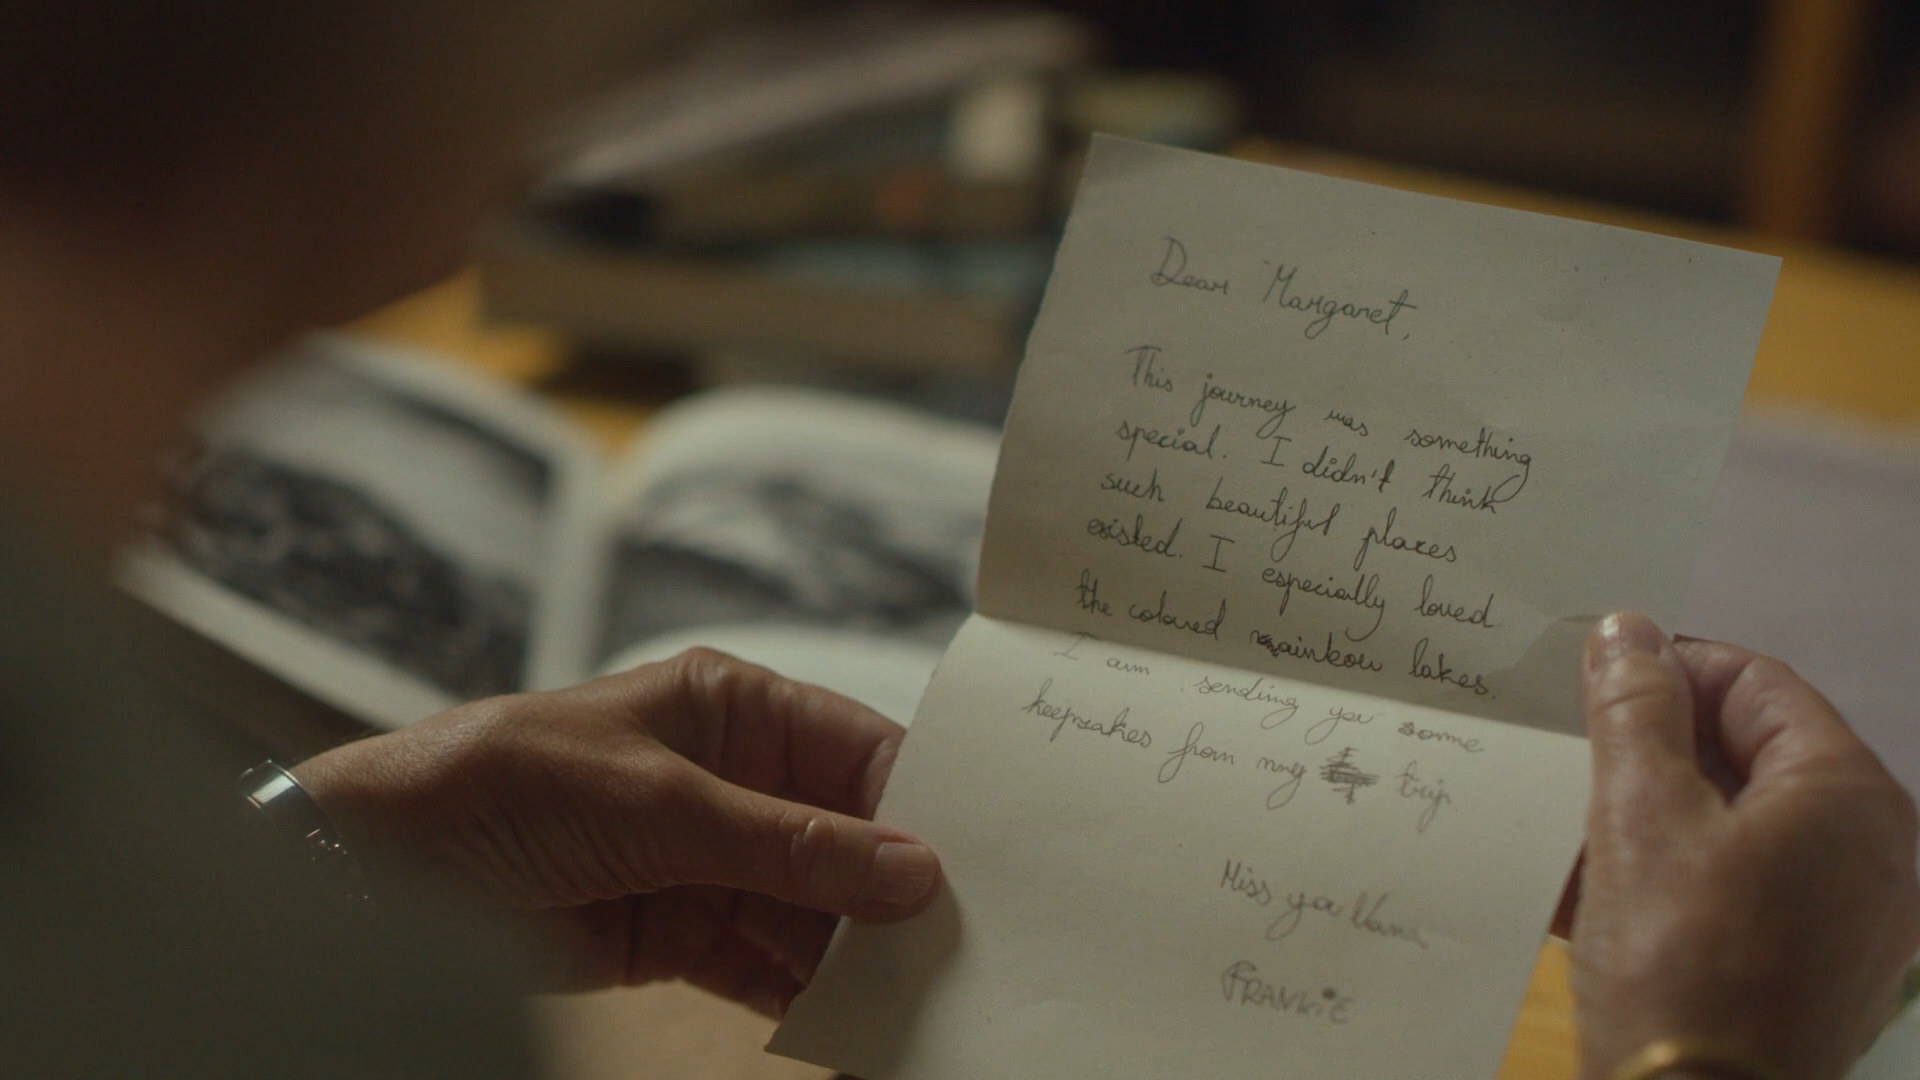 Dear Margaret,
This journey was something
special. I didn't think
such beautiful places
existed. I especially loved
the colored rainbow lakes.
I am sending you some
keepsakes from my trip.
Miss you Nana
FRANKiE